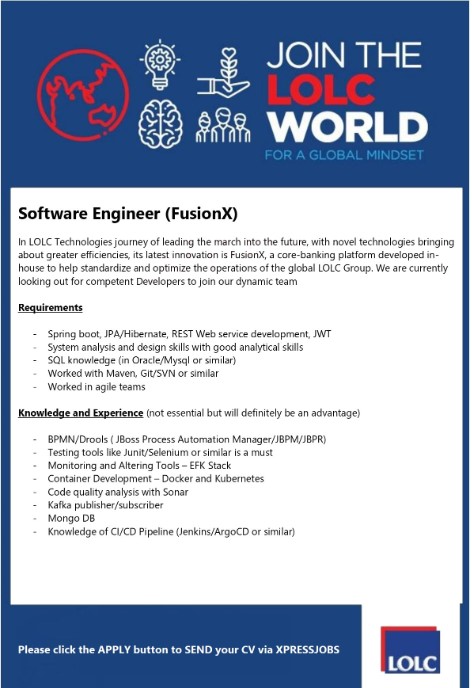 JOIN THE
LOLC
WORLD
FOR A GLOBAL MINDSET
Software Engineer (FusionX)
In LOLC Technologies journey of leading the march into the future, with novel technologies bringing
about greater efficiencies, its latest innovation is FusionX, a core-banking platform developed in-
house to help standardize and optimize the operations of the global LOLC Group. We are currently
looking out for competent Developers to join our dynamic team
Requirements
- Spring boot, JPA/Hibernate, REST Web service development, JWT
- System analysis and design skills with good analytical skills
- SQL knowledge (in Oracle/Mysql or similar)
- Worked with Maven, Git/SVN or similar
- Worked in agile teams
Knowledge and Experience (not essential but will definitely be an advantage)
- BPMN/Drools ( JBoss Process Automation Manager/JBPM/JBPR)
- Testing tools like Junit/Selenium or similar is a must
- Monitoring and Altering Tools – EFK Stack
- Container Development – Docker and Kubernetes
- Code quality analysis with Sonar
- Kafka publisher/subscriber
- Mongo DB
- Knowledge of CI/CD Pipeline (Jenkins/ArgoCD or similar)
Please click the APPLY button to SEND your CV via XPRESSJOBS
LOLC